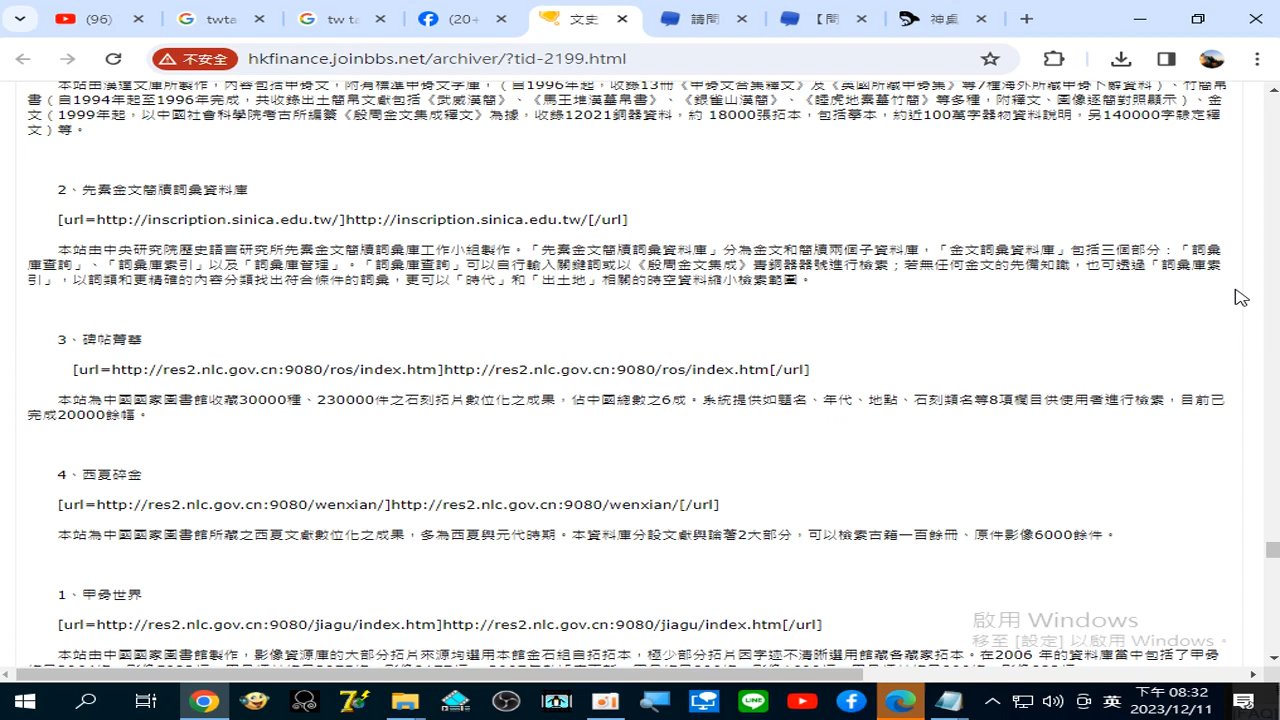 (96)
twta
tw ta
(20+
文史
請問
【問
神桌
不安全
hkfinance.joinbbs.net/archiver/?tid-2199.html
本站由漢達文庫所製作，內容包括甲骨文，附有標準甲骨文字庫，（自1996年起，收錄13冊《甲骨文合集釋文》及《英國所藏甲骨集》等7種海外所藏甲骨卜辭資料）、竹簡帛
書（自1994年起至1996年完成，共收錄出土簡帛文獻包括《武威漢簡》、《馬王堆漢墓帛書》、《銀雀山漢簡》、《睡虎地秦墓竹簡》等多種，附釋文、圖像逐簡對照顯示）、金
文（1999年起，以中國社會科學院考古所編纂《殷周金文集成釋文》為據，收錄12021銅器資料，約 18000張拓本，包括摹本，約近100萬字器物資料說明，另140000字隸定釋
文）等。
2、先秦金文簡牘詞彙資料庫
[url=http://inscription.sinica.edu.tw/]http://inscription.sinica.edu.tw/[/url]
本站由中央研究院歷史語言研究所先秦金文簡牘詞彙庫工作小組製作。「先秦金文簡牘詞彙資料庫」分為金文和簡牘兩個子資料庫，「金文詞彙資料庫」包括三個部分：「詞彙
庫查詢」、「詞彙庫索引」以及「詞彙庫管理」。「詞彙庫查詢」可以自行輸入關鍵詞或以《殷周金文集成》青銅器器號進行檢索；若無任何金文的先備知識，也可透過「詞彙庫索
引」，以詞類和更精確的內容分類找出符合條件的詞彙，更可以「時代」和「出土地」相關的時空資料縮小檢索範圍。
3、碑帖菁華
[url=http://res2.nlc.gov.cn:9080/ros/index.htm]http://res2.nlc.gov.cn:9080/ros/index.htm[/url]
本站為中國國家圖書館收藏30000種、230000件之石刻拓片數位化之成果，佔中國總數之6成。系統提供如題名、年代、地點、石刻類名等8項欄目供使用者進行檢索，目前已
完成20000餘幅。
4、西夏碎金
[url=http://res2.nlc.gov.cn:9080/wenxian/]http://res2.nlc.gov.cn:9080/wenxian/[/url]
本站為中國國家圖書館所藏之西夏文獻數位化之成果，多為西夏與元代時期。本資料庫分設文獻與論著2大部分，可以檢索古籍一百餘冊、原件影像6000餘件。
1、甲骨世界
[url=http://res2.nlc.gov.cn:9080/jiagu/index.htm]http://res2.nlc.gov.cn:9080/jiagu/index.htm[/url]
本站由中國國家圖書館製作，影像資源庫的大部分拓片來源均選用本館金石組自拓拓本，極少部分拓片因字迹不清晰選用館藏各藏家拓本。在2006 年的資料庫當中包括了甲骨
啟用 Windows
移至 [設定] 以啟用 Windows。
英
下午 08:32
2023/12/11